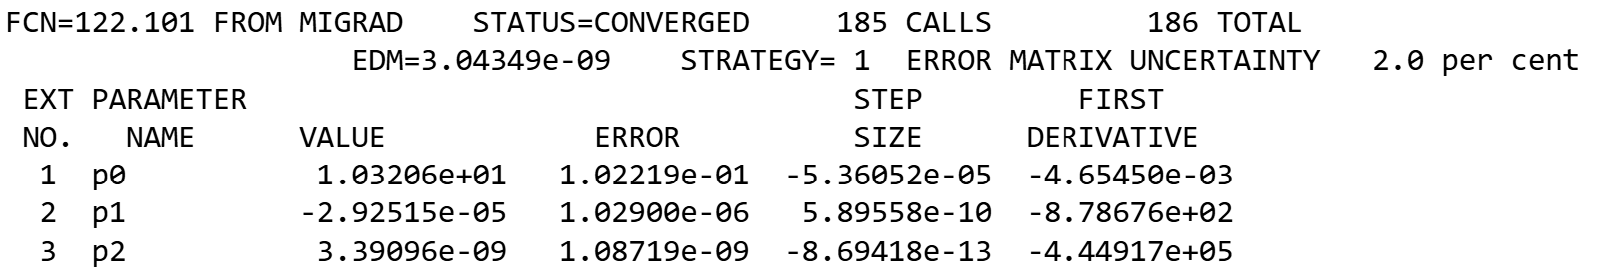 FCN=122.101 FROM MIGRAD    STATUS=CONVERGED     185 CALLS         186 TOTAL
                    EDM=3.04349e-09    STRATEGY= 1  ERROR MATRIX UNCERTAINTY   2.0 per cent
 EXT PARAMETER                                   STEP         FIRST
 NO.   NAME      VALUE            ERROR          SIZE      DERIVATIVE
  1  p0           1.03206e+01   1.02219e-01  -5.36052e-05  -4.65450e-03
  2  p1          -2.92515e-05   1.02900e-06   5.89558e-10  -8.78676e+02
  3  p2           3.39096e-09   1.08719e-09  -8.69418e-13  -4.44917e+05